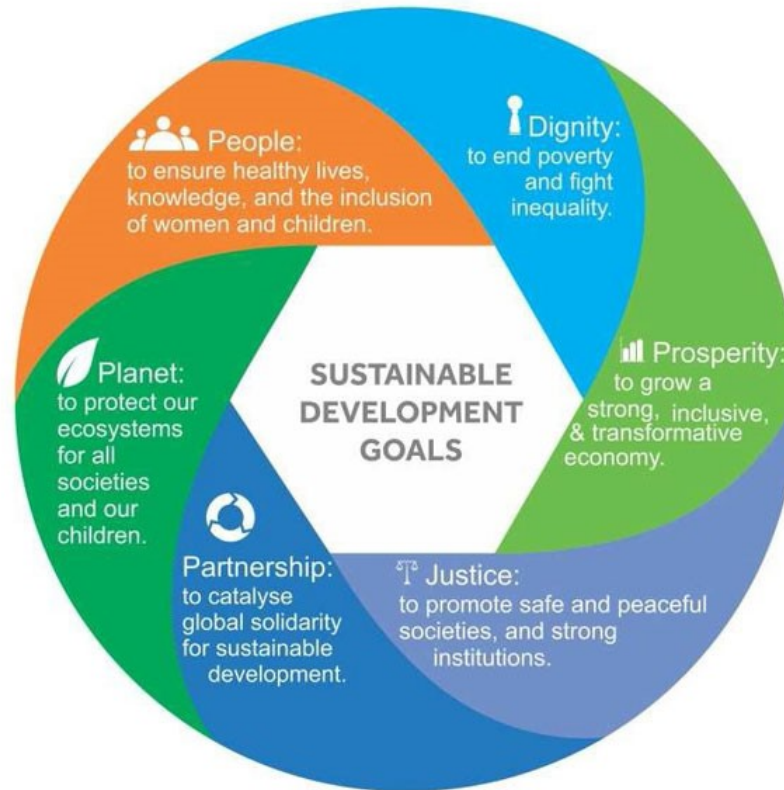 People:
to ensure healthy lives,
knowledge, and the inclusion
of women and children.
Dignity:
to end poverty
and fight
inequality.
Prosperity:
to grow a
strong, inclusive,
& transformative
economy.
Justice:
to promote safe and peaceful
societies, and strong
institutions.
Partnership:
to catalyse
global solidarity
for sustainable
development.
Planet:
to protect our
ecosystems
for all
societies
and our
children.
SUSTAINABLE
DEVELOPMENT
GOALS